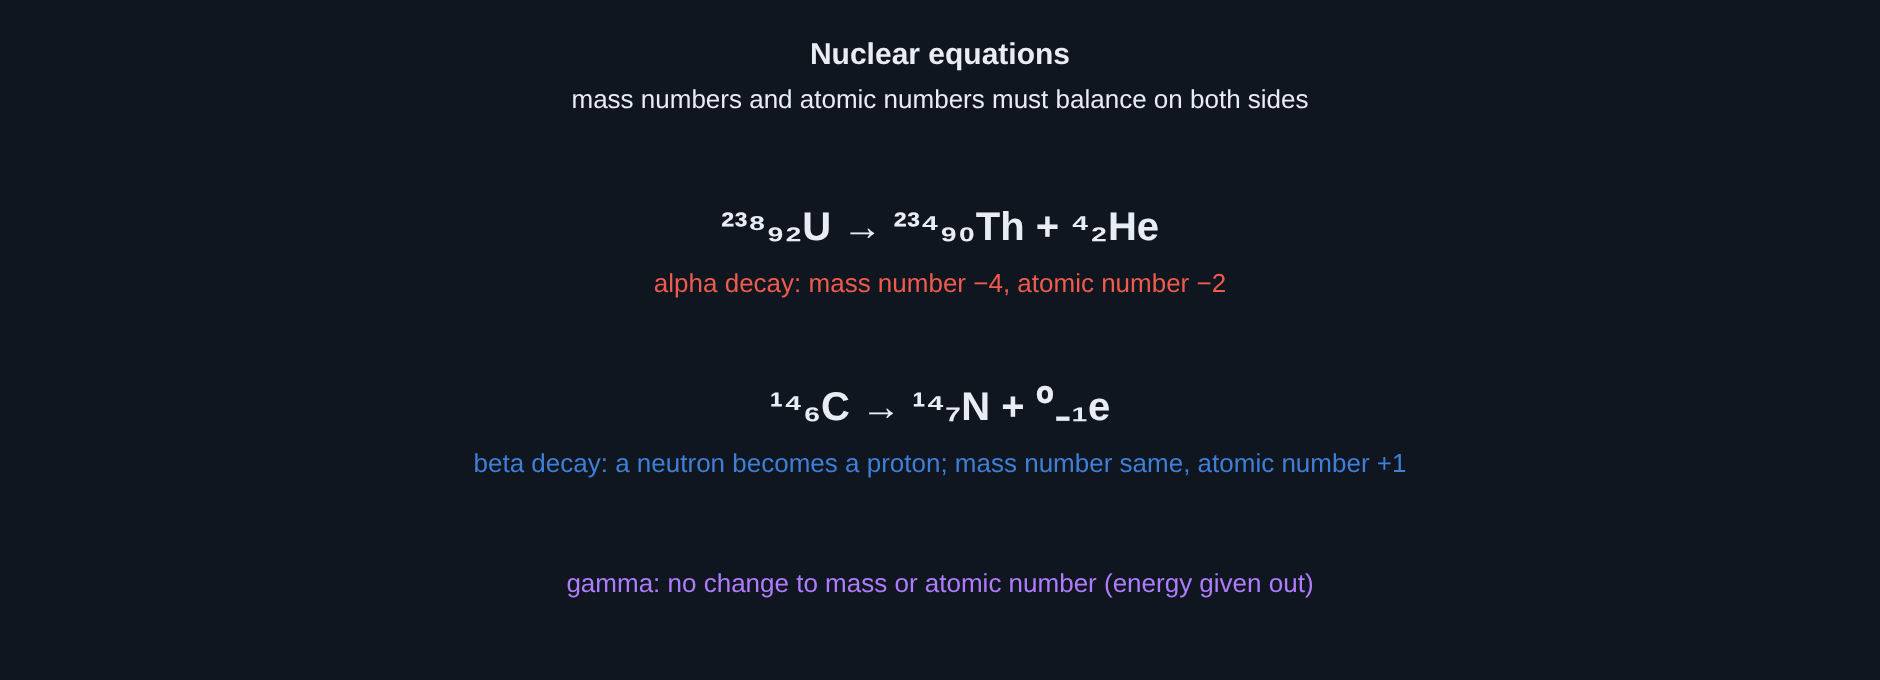 Nuclear equations
mass numbers and atomic numbers must balance on both sides
²³⁸₉₂U → ²³⁴₉₀Th + ⁴₂He
alpha decay: mass number −4, atomic number −2
¹⁴₆C → ¹⁴₇N + ⁰₋₁e
beta decay: a neutron becomes a proton; mass number same, atomic number +1
gamma: no change to mass or atomic number (energy given out)